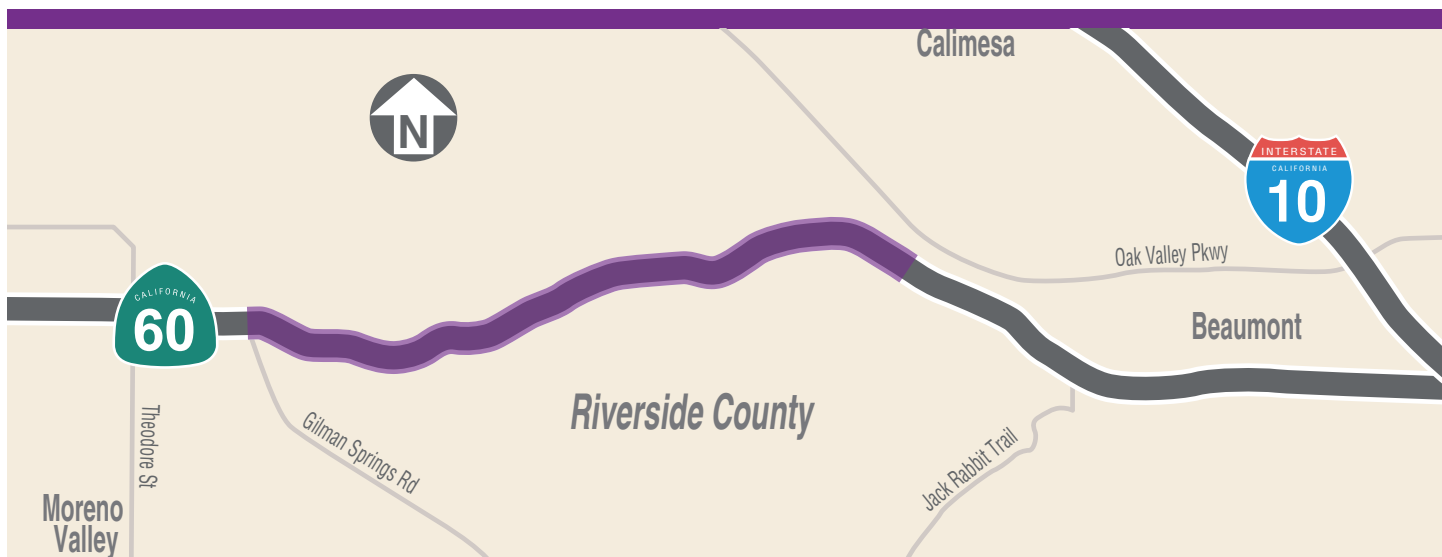 Calimesa
N
INTERSTATE
CALIFORNIA
10
Oak Valley Pkwy
CALIFORNIA
60
Beaumont
Riverside County
Theodore St
Gilman Springs Rd
Jack Rabbit Trail
Moreno
Valley